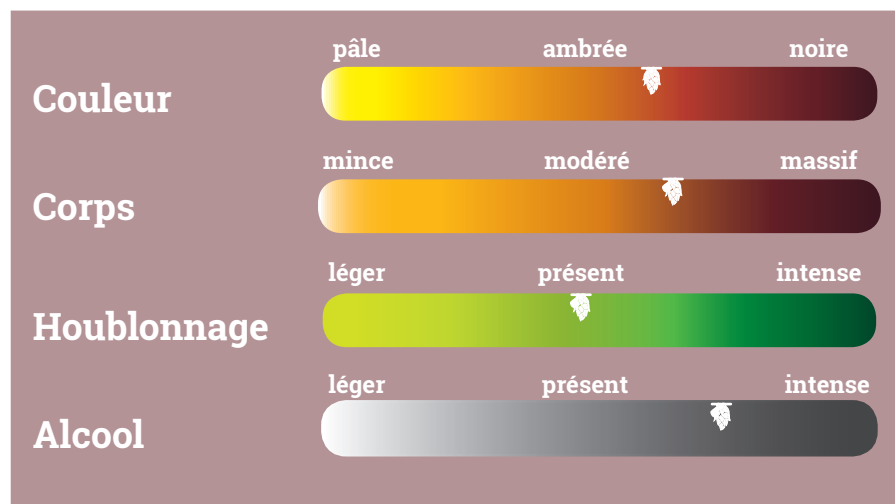 pâle ambrée noire
Couleur
mince modéré massif
Corps
léger présent intense
Houblonnage
léger présent intense
Alcool